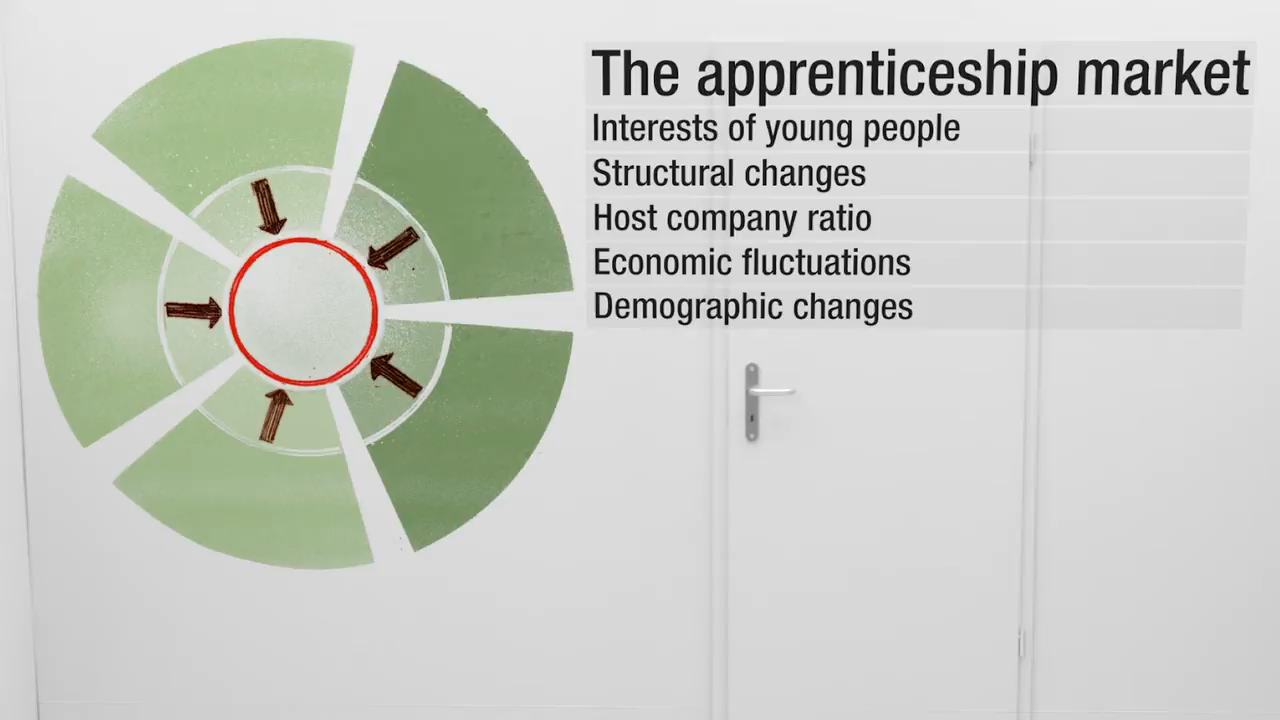 The apprenticeship market
Interests of young people
Structural changes
Host company ratio
Economic fluctuations
Demographic changes